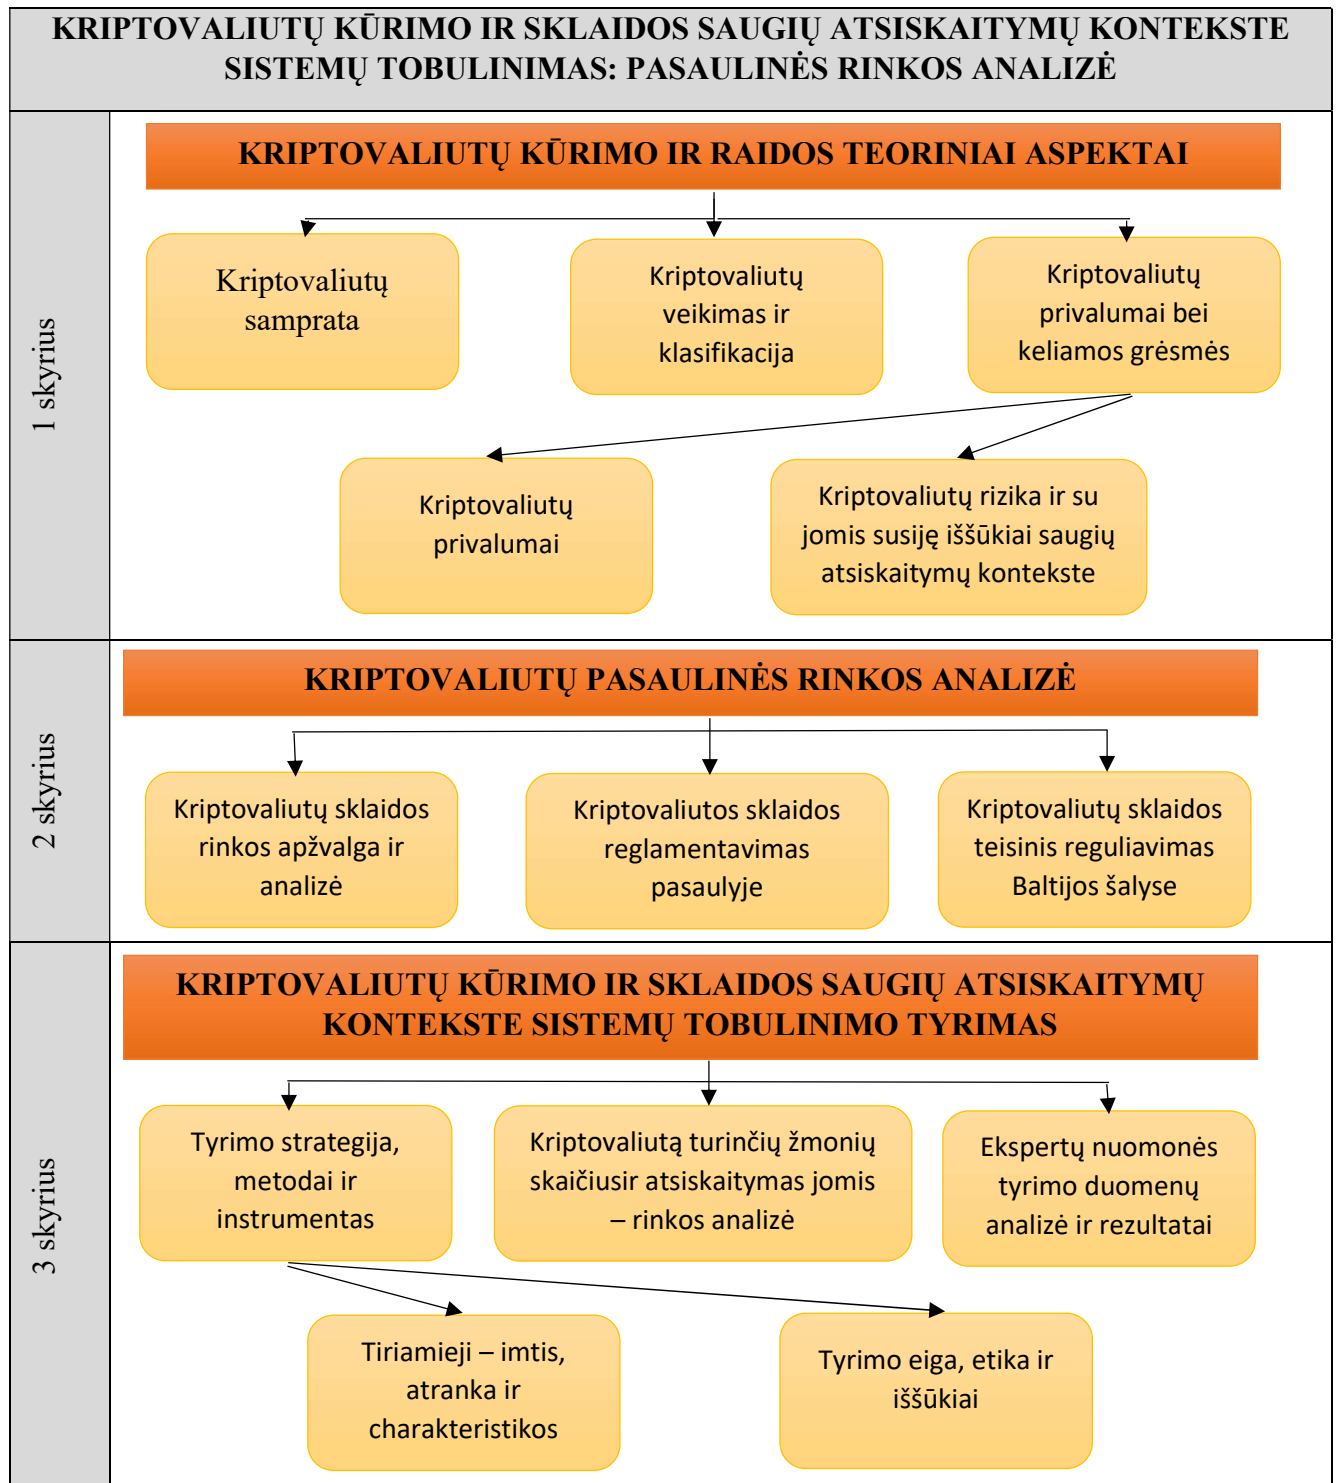 KRIPTOVALIUTŲ KŪRIMO IR SKLAIDOS SAUGIŲ ATSISKAITYMŲ KONTEKSTE
SISTEMŲ TOBULINIMAS: PASAULINĖS RINKOS ANALIZĖ
1 skyrius
KRIPTOVALIUTŲ KŪRIMO IR RAIDOS TEORINIAI ASPEKTAI
Kriptovaliutų
samprata
Kriptovaliutų
veikimas ir
klasifikacija
Kriptovaliutų
privalumai bei
keliamos grėsmės
Kriptovaliutų
privalumai
Kriptovaliutų rizika ir su
jomis susiję iššūkiai saugių
atsiskaitymų kontekste
2 skyrius
KRIPTOVALIUTŲ PASAULINĖS RINKOS ANALIZĖ
Kriptovaliutų sklaidos
rinkos apžvalga ir
analizė
Kriptovaliutos sklaidos
reglamentavimas
pasaulyje
Kriptovaliutų sklaidos
teisinis reguliavimas
Baltijos šalyse
3 skyrius
KRIPTOVALIUTŲ KŪRIMO IR SKLAIDOS SAUGIŲ ATSISKAITYMŲ
KONTEKSTE SISTEMŲ TOBULINIMO TYRIMAS
Tyrimo strategija,
metodai ir
instrumentas
Kriptovaliutą turinčių žmonių
skaičiusir atsiskaitymas jomis
– rinkos analizė
Ekspertų nuomonės
tyrimo duomenų
analizė ir rezultatai
Tiriamieji – imtis,
atranka ir
charakteristikos
Tyrimo eiga, etika ir
iššūkiai